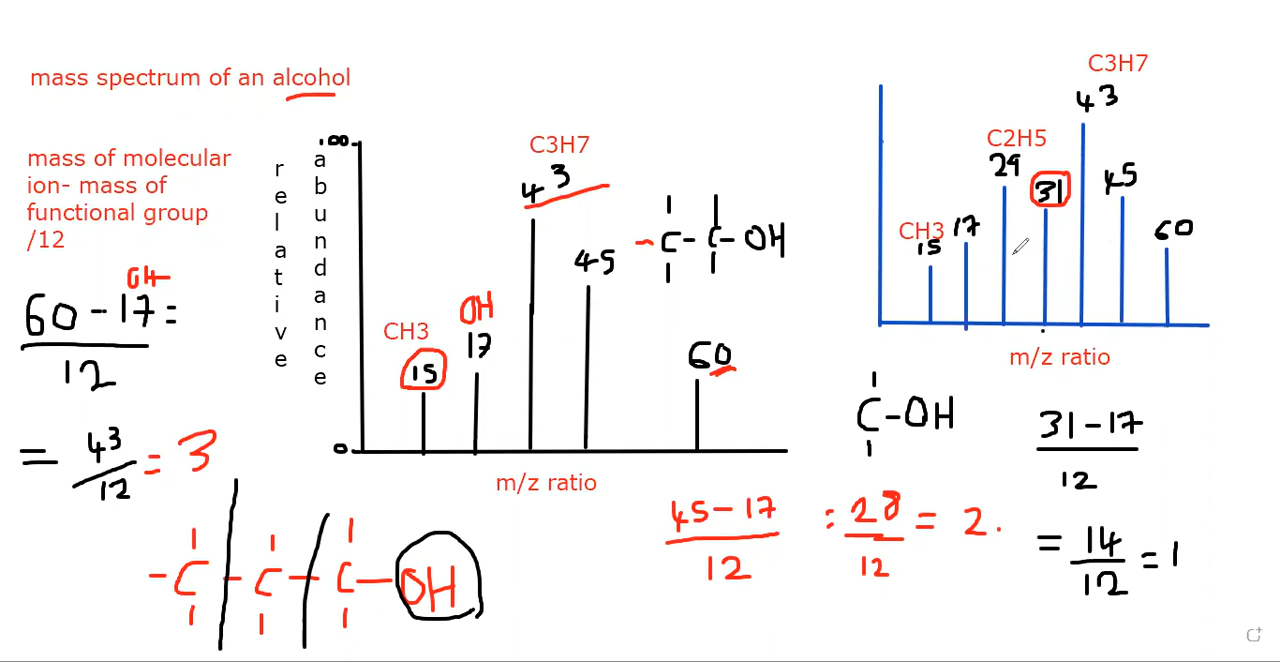 mass spectrum of an alcohol
mass of molecular
ion- mass of
functional group
/12
OH
60-17=
12
= 43/12 = 3
-C-C-C-OH
relative
abundance
100
0
CH3
15
OH
17
C3H7
43
45
60
m/z ratio
-C-C-OH
45-17
12
: 28/12 = 2.
C3H7
43
C2H5
29
31
45
CH3
15
17
60
m/z ratio
C-OH
31-17
12
= 14/12 = 1